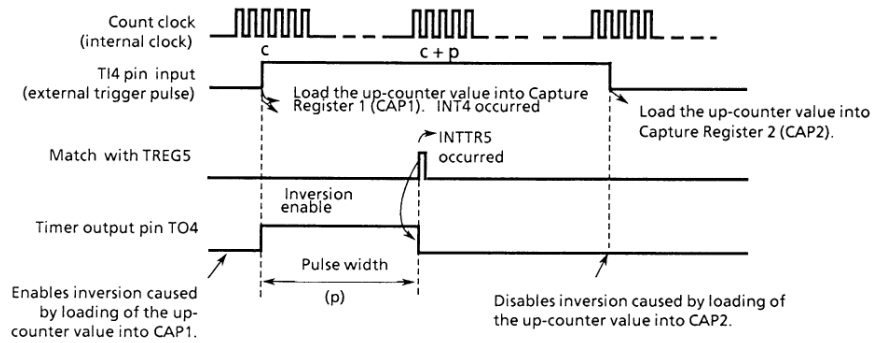 Count clock
(internal clock)
c
c + p
TI4 pin input
(external trigger pulse)
Load the up-counter value into Capture
Register 1 (CAP1). INT4 occurred
Load the up-counter value into
Capture Register 2 (CAP2).
INTTR5
occurred
Match with TREG5
Inversion
enable
Timer output pin TO4
Pulse width
(p)
Enables inversion caused
by loading of the up-
counter value into CAP1.
Disables inversion caused by loading of
the up-counter value into CAP2.